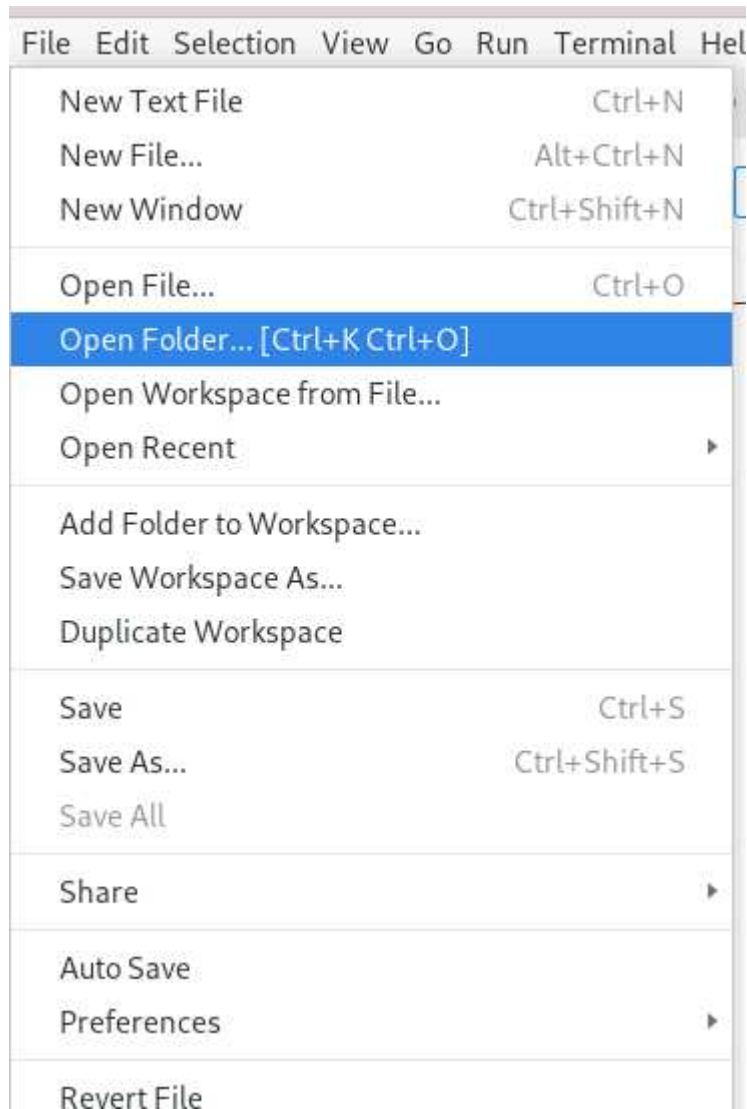 File Edit Selection View Go Run Terminal Hel
New Text File Ctrl+N
New File... Alt+Ctrl+N
New Window Ctrl+Shift+N
Open File... Ctrl+O
Open Folder... [Ctrl+K Ctrl+O]
Open Workspace from File...
Open Recent
Add Folder to Workspace...
Save Workspace As...
Duplicate Workspace
Save Ctrl+S
Save As... Ctrl+Shift+S
Save All
Share
Auto Save
Preferences
Revert File